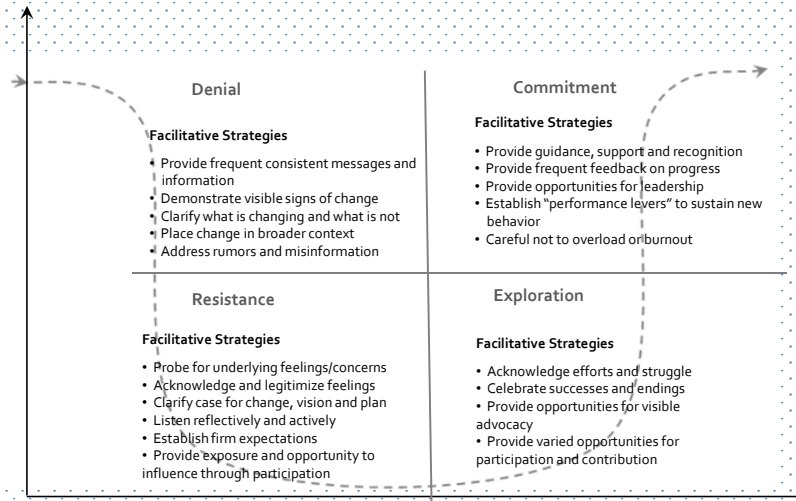 Denial
Facilitative Strategies
• Provide frequent consistent messages and
information
• Demonstrate visible signs of change
• Clarify what is changing and what is not
• Place change in broader context
• Address rumors and misinformation
Commitment
Facilitative Strategies
• Provide guidance, support and recognition
• Provide frequent feedback on progress
• Provide opportunities for leadership
• Establish “performance levers” to sustain new
behavior
• Careful not to overload or burnout
Resistance
Facilitative Strategies
• Probe for underlying feelings/concerns
• Acknowledge and legitimize feelings
• Clarify case for change, vision and plan
• Listen reflectively and actively
• Establish firm expectations
• Provide exposure and opportunity to
influence through participation
Exploration
Facilitative Strategies
• Acknowledge efforts and struggle
• Celebrate successes and endings
• Provide opportunities for visible
advocacy
• Provide varied opportunities for
participation and contribution